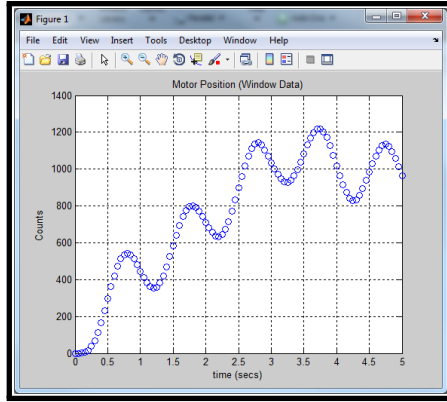 Figure 1
File Edit View Insert Tools Desktop Window Help
Motor Position (Window Data)
1400
1200
1000
800
600
400
200
0
Counts
0 0.5 1 1.5 2 2.5 3 3.5 4 4.5 5
time (secs)